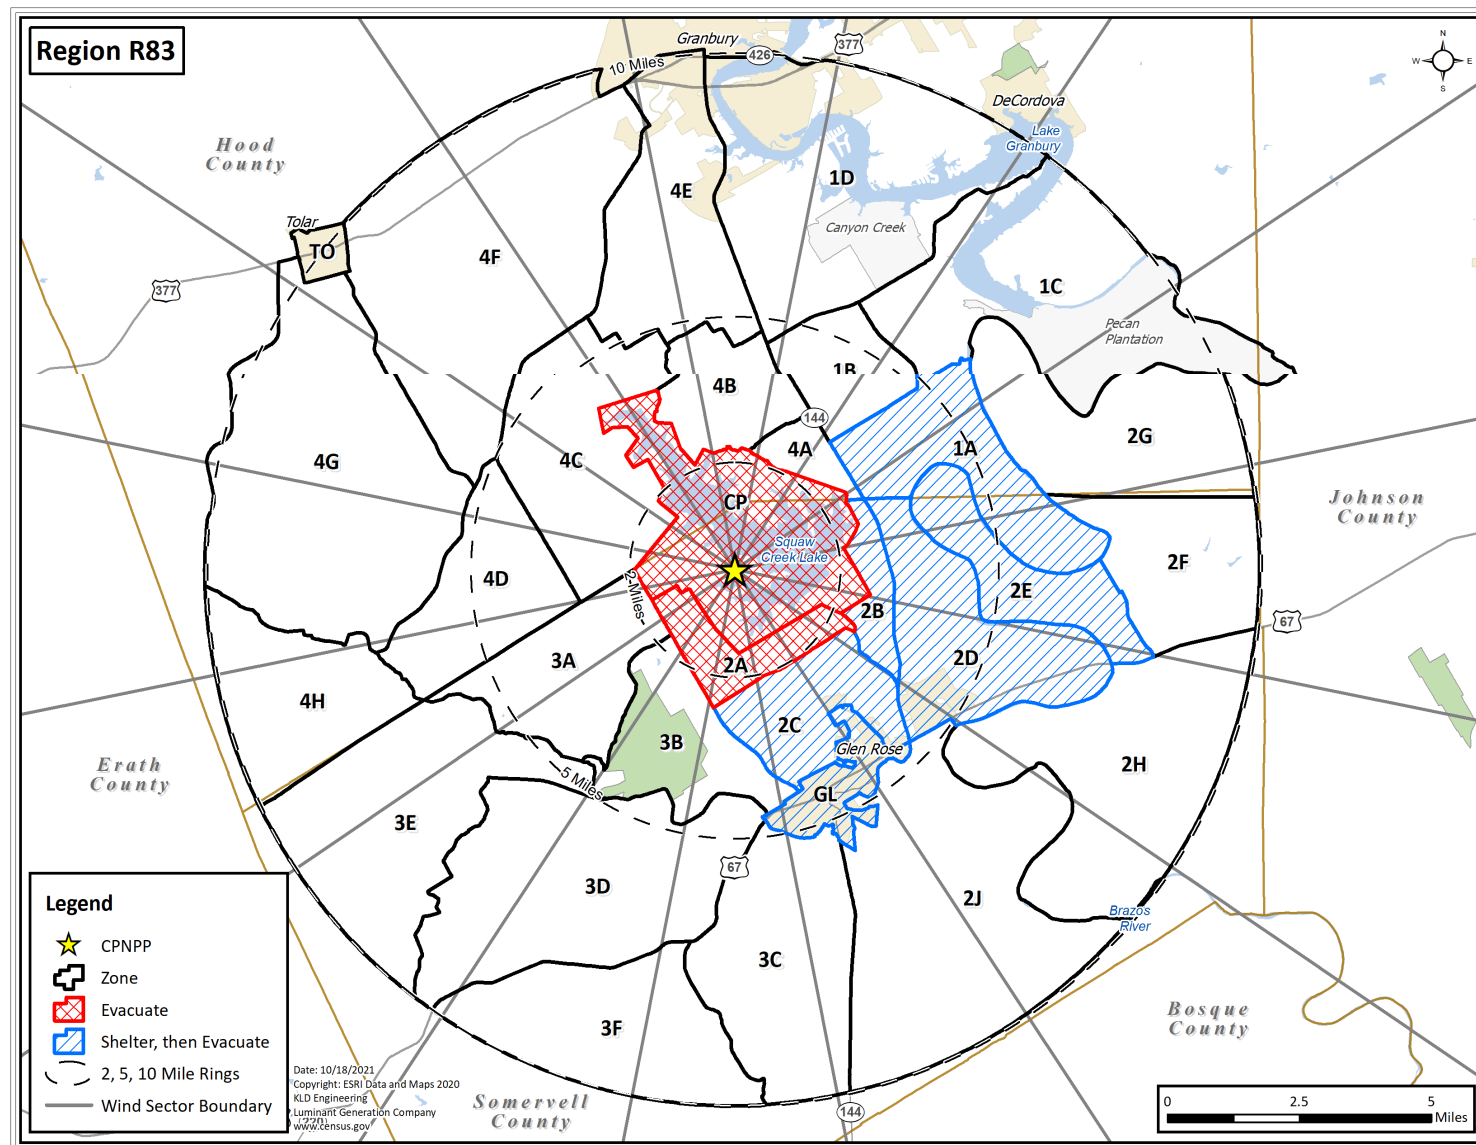 Region R83
Granbury
426
377
10 Miles
N
W
E
S
DeCordova
Lake
Granbury
Hood
County
4E
1D
Tolar
TO
4F
Canyon Creek
377
1C
Pecan
Plantation
1B
4B
144
4A
1A
2G
4C
4G
CP
Johnson
County
Squaw
Creek Lake
2F
4D
2-Miles-
2B
2E
67
3A
2A
2D
4H
3B
2C
Glen Rose
2H
Erath
County
5 Miles
GL
3E
67
3D
2J
Brazos
River
3C
3F
Bosque
County
Legend
CPNPP
Zone
Evacuate
Shelter, then Evacuate
2, 5, 10 Mile Rings
Wind Sector Boundary
Date: 10/18/2021
Copyright: ESRI Data and Maps 2020
KLD Engineering
Luminant Generation Company
www.census.gov
Somervell
County
144
0
2.5
5
Miles